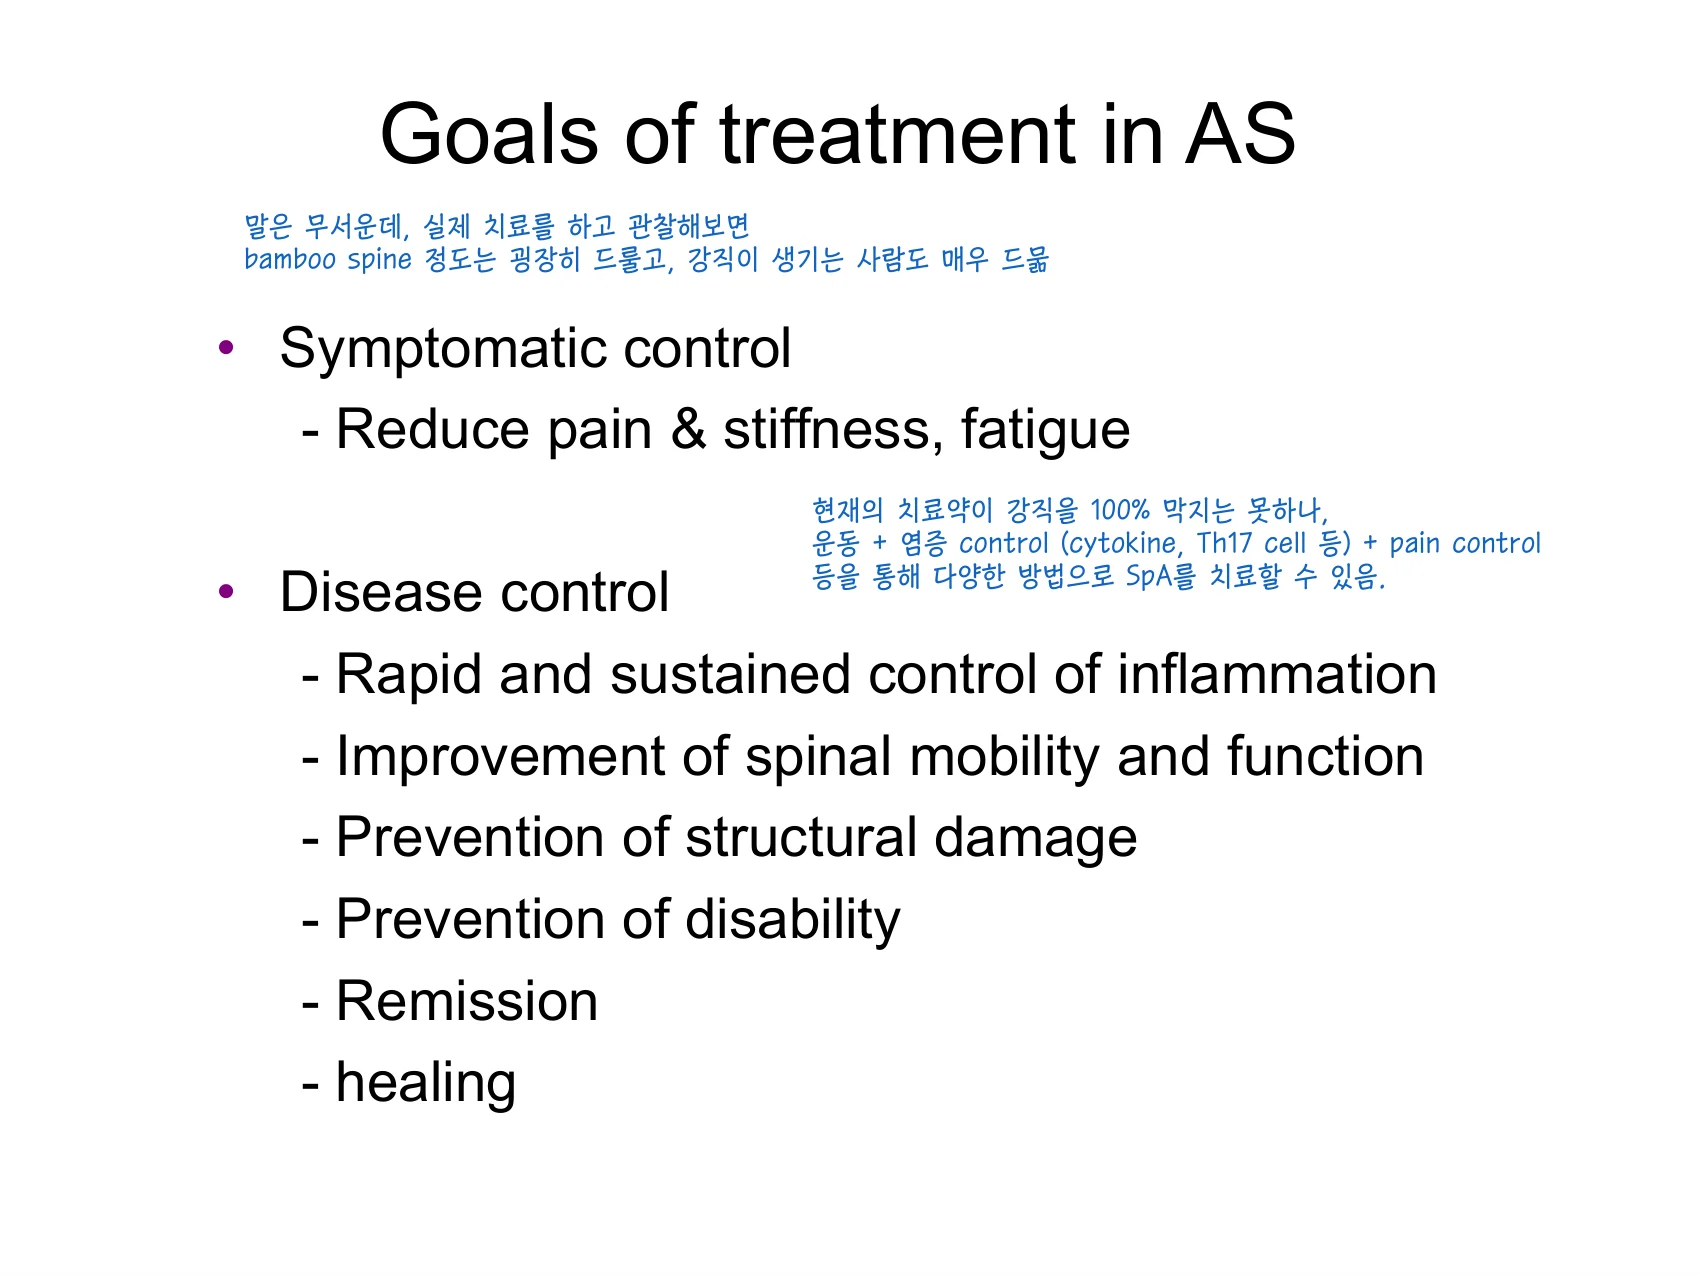 Goals of treatment in AS
말은 무서운데, 실제 치료를 하고 관찰해보면
bamboo spine 정도는 굉장히 드물고, 강직이 생기는 사람도 매우 드묾
• Symptomatic control
- Reduce pain & stiffness, fatigue
현재의 치료약이 강직을 100% 막지는 못하나,
운동 + 염증 control (cytokine, Th17 cell 등) + pain control
등을 통해 다양한 방법으로 SpA를 치료할 수 있음.
• Disease control
- Rapid and sustained control of inflammation
- Improvement of spinal mobility and function
- Prevention of structural damage
- Prevention of disability
- Remission
- healing